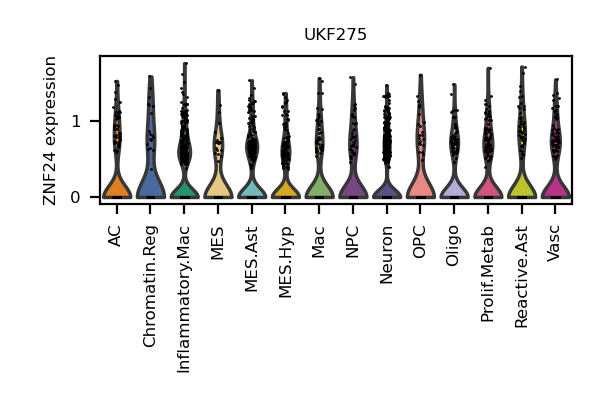 UKF275
ZNF24 expression
1
0
AC
Chromatin.Reg
Inflammatory.Mac
MES
MES.Ast
MES.Hyp
Mac
NPC
Neuron
OPC
Oligo
Prolif.Metab
Reactive.Ast
Vasc